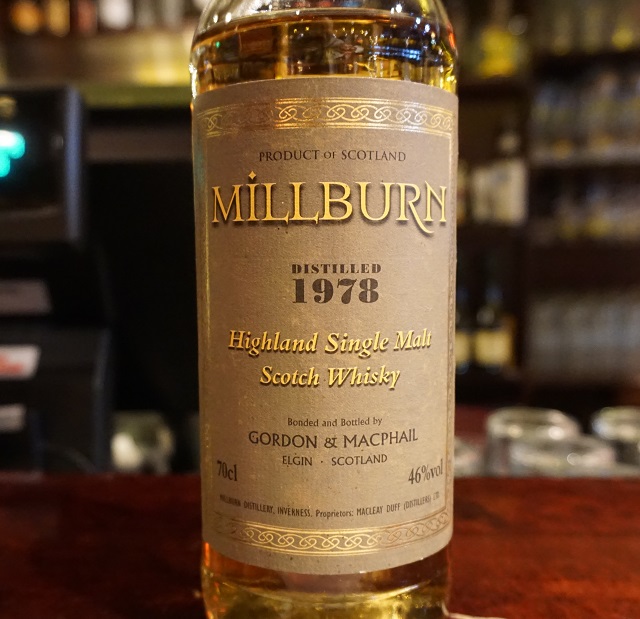 PRODUCT OF SCOTLAND
MiLLBURN
DISTILLED
1978
Highland Single Malt
Scotch Whisky
Bonded and Bottled by
GORDON & MACPHAIL
ELGIN · SCOTLAND
70cl 46%vol
MILLBURN DISTILLERY, INVERNESS. Proprietors: MACLEAY DUFF (DISTILLERS) LTD